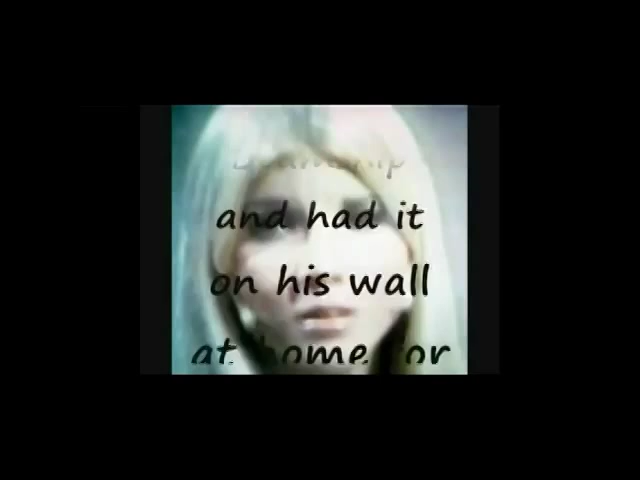 and had it
on his wall
at home for